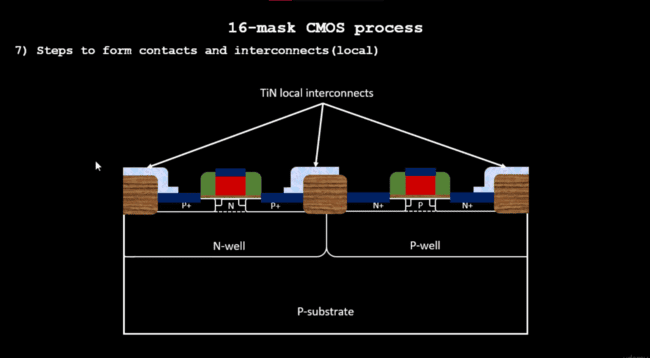 16-mask CMOS process
7) Steps to form contacts and interconnects(local)
TiN local interconnects
P+ N P+ N+ P N+
N-well P-well
P-substrate